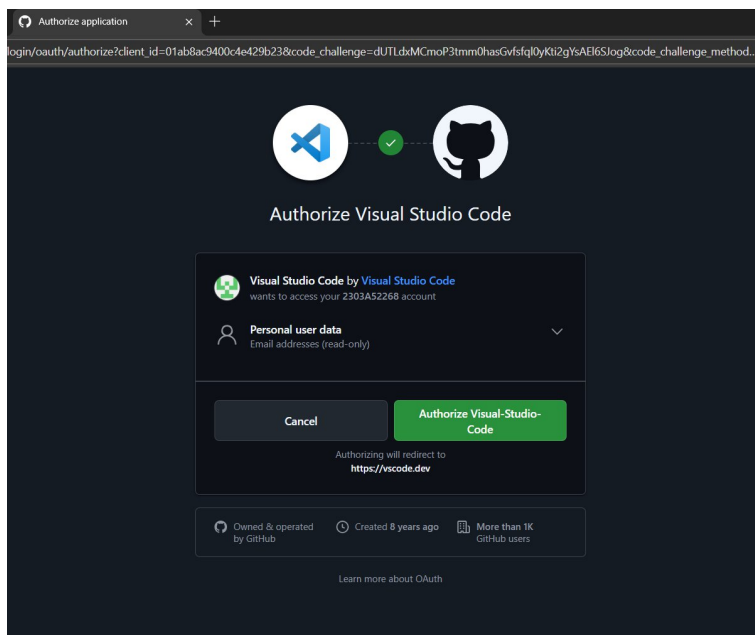 Authorize application
login/oauth/authorize?client_id=01ab8ac9400c4e429b23&code_challenge=dUTLdxMCmoP3tmm0hasGvfsfql0yKti2gYsAEl6SJog&code_challenge_method...
Authorize Visual Studio Code
Visual Studio Code by Visual Studio Code
wants to access your 2303A52268 account
Personal user data
Email addresses (read-only)
Cancel
Authorize Visual-Studio-
Code
Authorizing will redirect to
https://vscode.dev
Owned & operated
by GitHub
Created 8 years ago
More than 1K
GitHub users
Learn more about OAuth